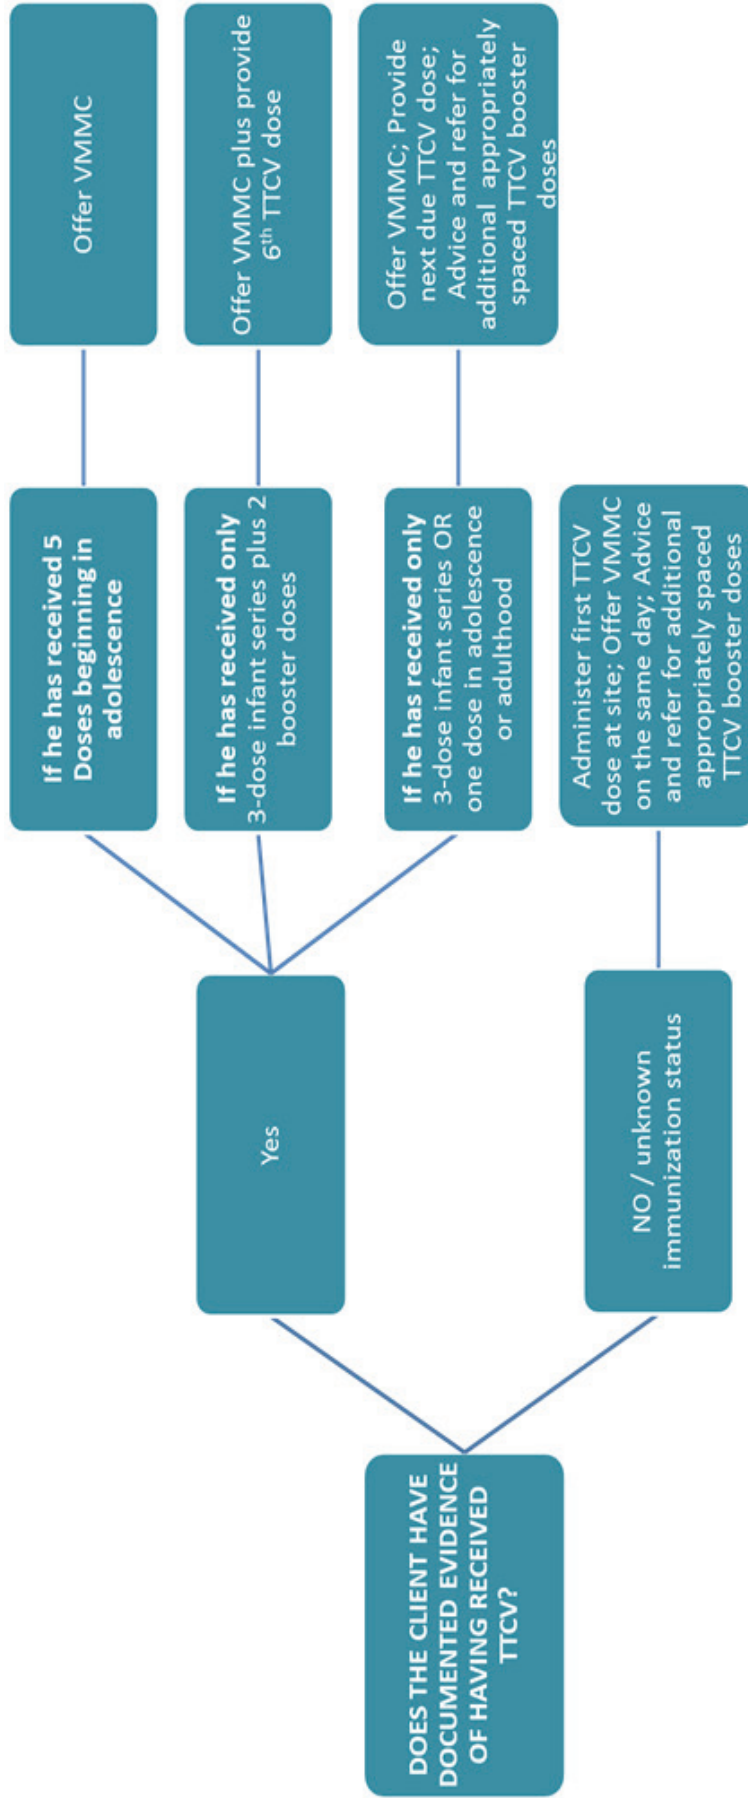 DOES THE CLIENT HAVE
DOCUMENTED EVIDENCE
OF HAVING RECEIVED
TTCV?
Yes
If he has received 5
Doses beginning in
adolescence
Offer VMMC
If he has received only
3-dose infant series plus 2
booster doses
Offer VMMC plus provide
6th TTCV dose
If he has received only
3-dose infant series OR
one dose in adolescence
or adulthood
Offer VMMC; Provide
next due TTCV dose;
Advice and refer for
additional appropriately
spaced TTCV booster
doses
NO / unknown
immunization status
Administer first TTCV
dose at site; Offer VMMC
on the same day; Advice
and refer for additional
appropriately spaced
TTCV booster doses